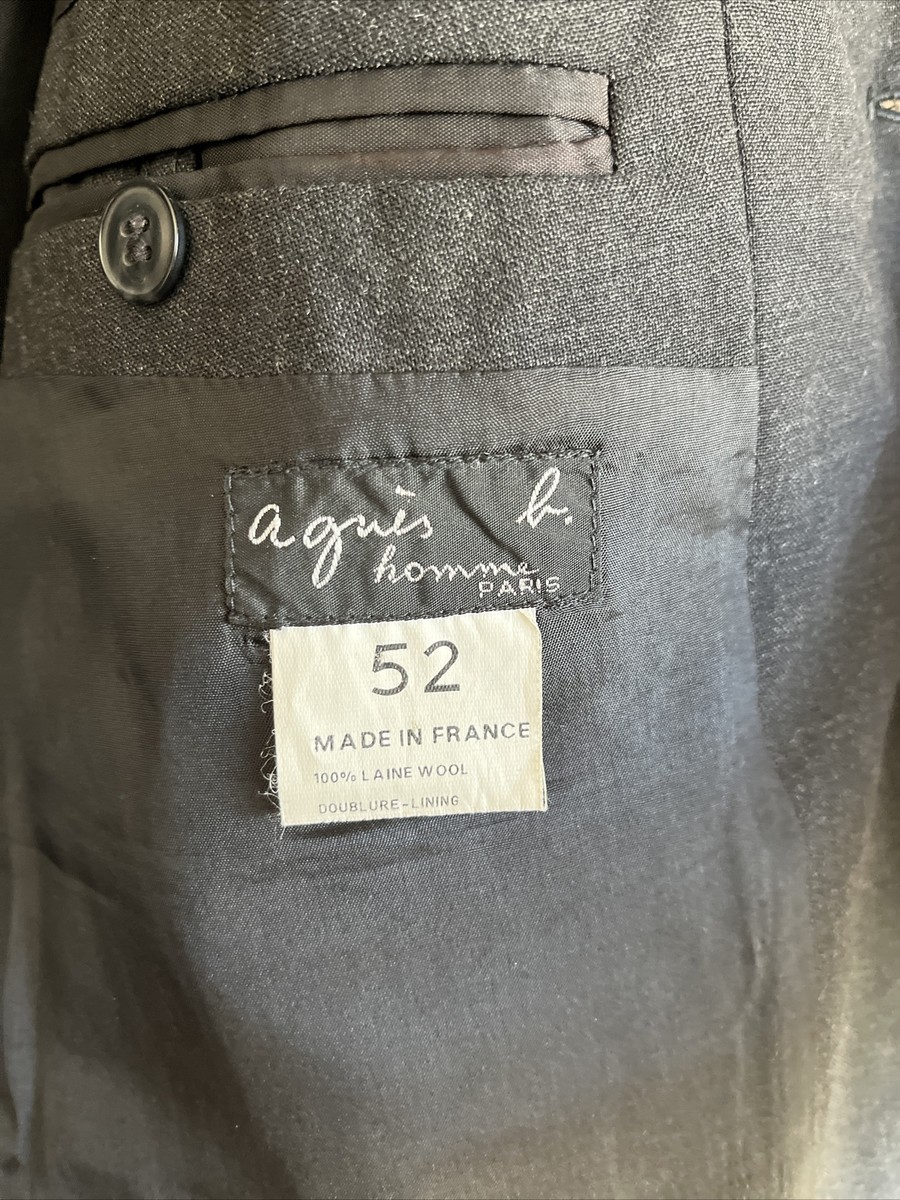 agnès b.
homme
PARIS
52
MADE IN FRANCE
100% LAINE WOOL
DOUBLURE-LINING